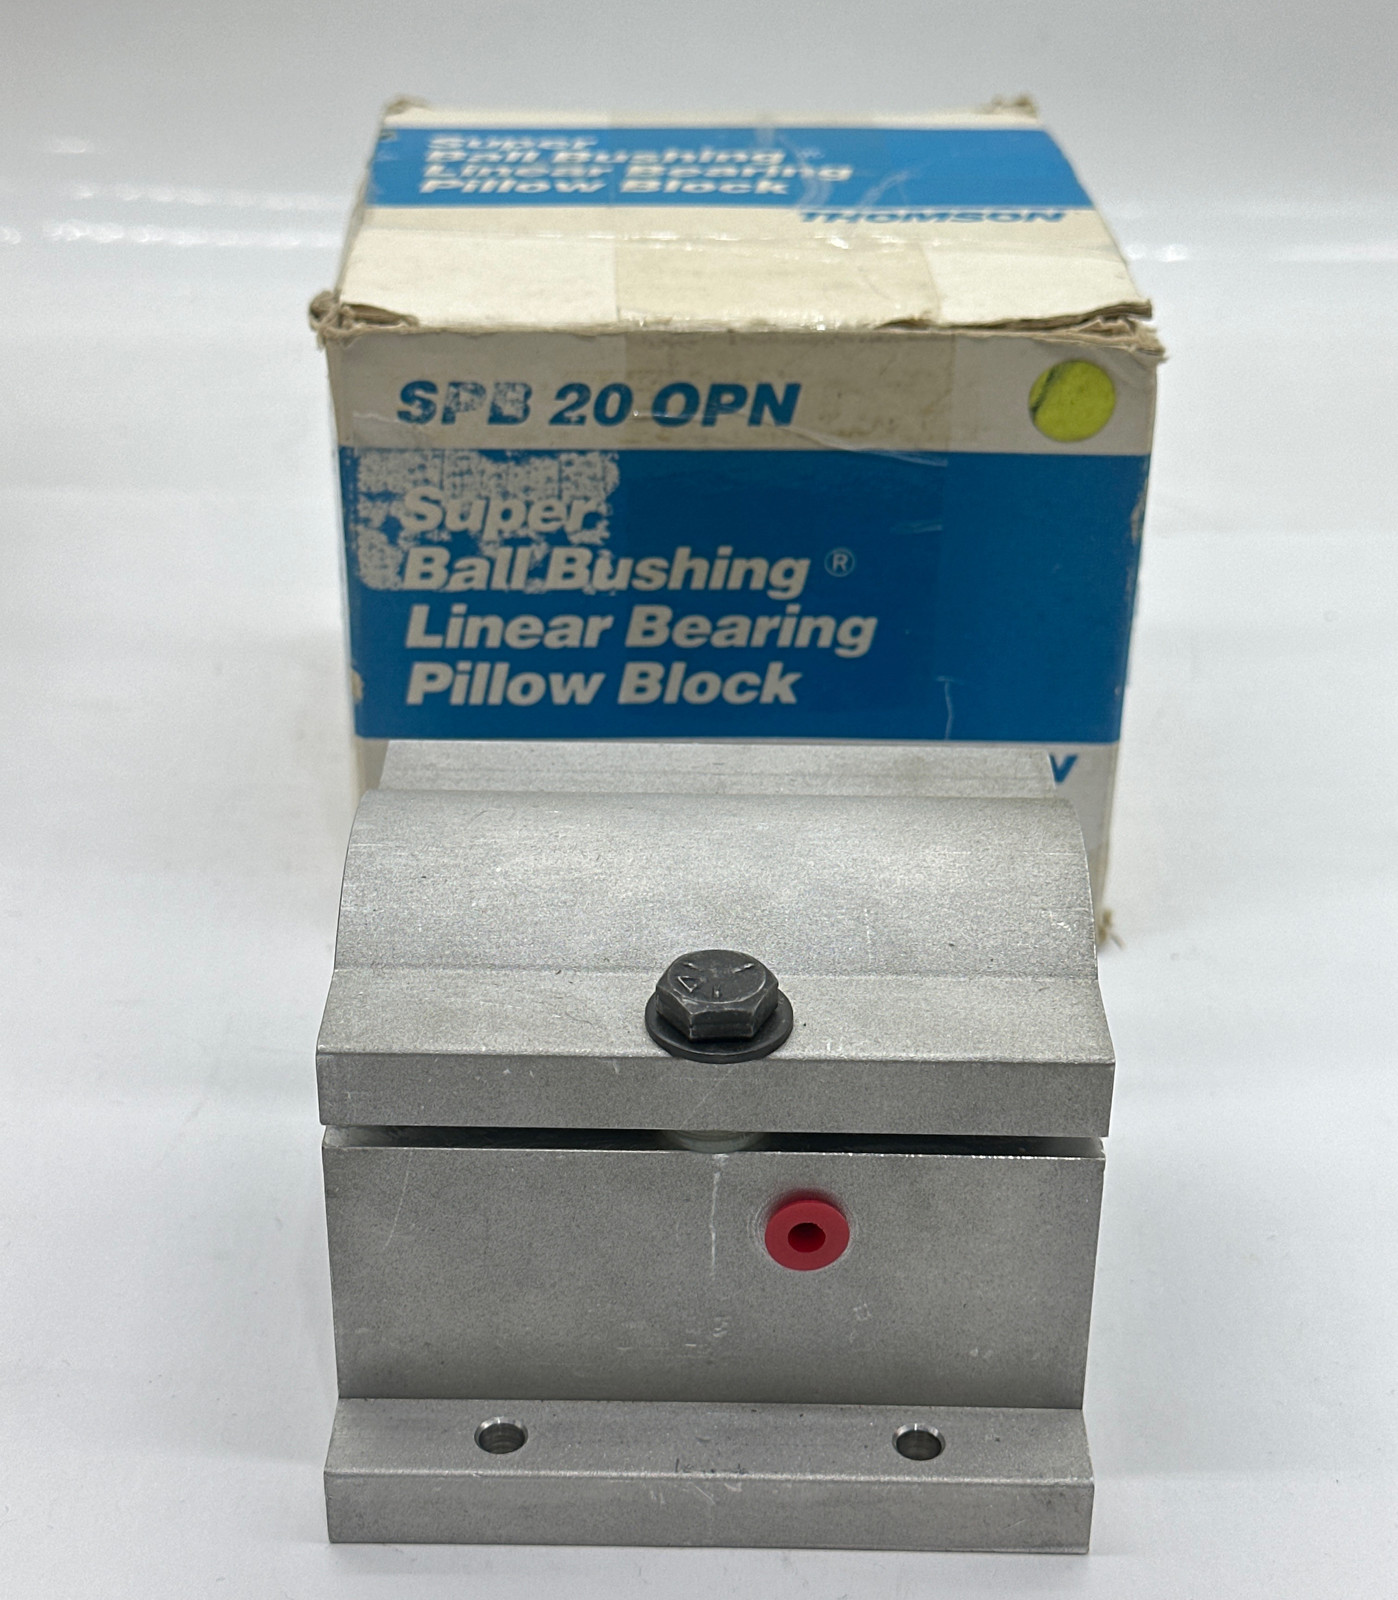 Super
Ball Bushing ®
Linear Bearing
Pillow Block
THOMSON
SPB 20 OPN
Super
Ball Bushing ®
Linear Bearing
Pillow Block